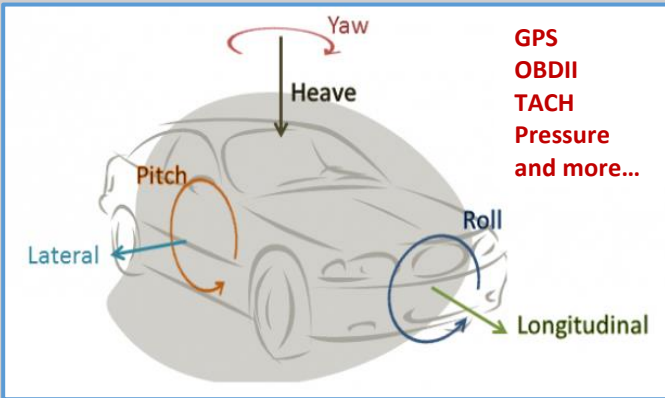 Yaw
Heave
Pitch
Lateral
Roll
Longitudinal
GPS
OBDII
TACH
Pressure
and more...